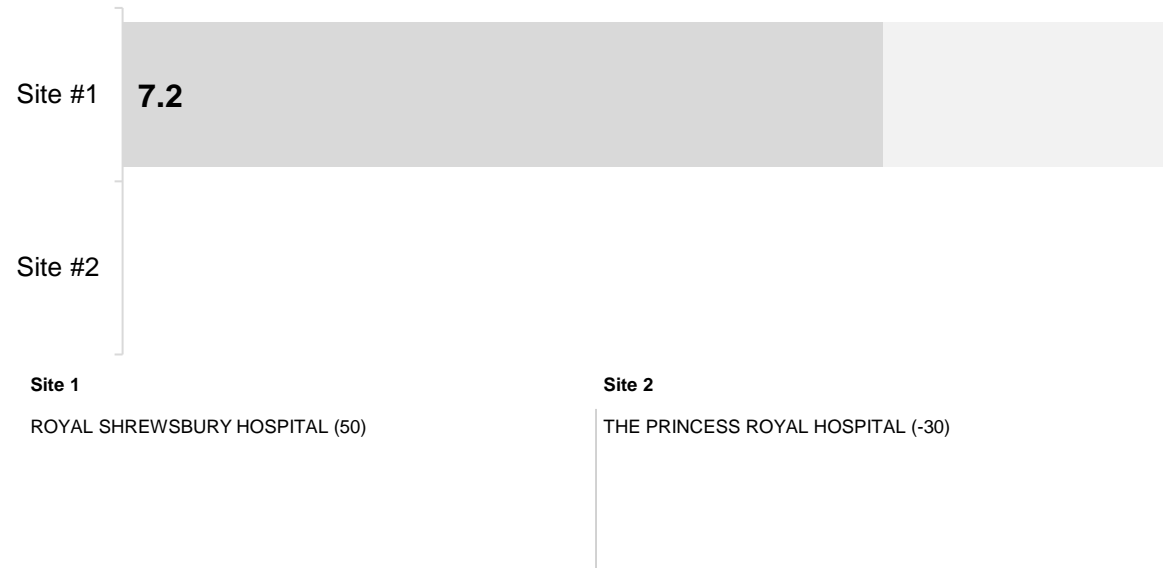 Site #1
7.2
Site #2
Site 1
ROYAL SHREWSBURY HOSPITAL (50)
Site 2
THE PRINCESS ROYAL HOSPITAL (-30)